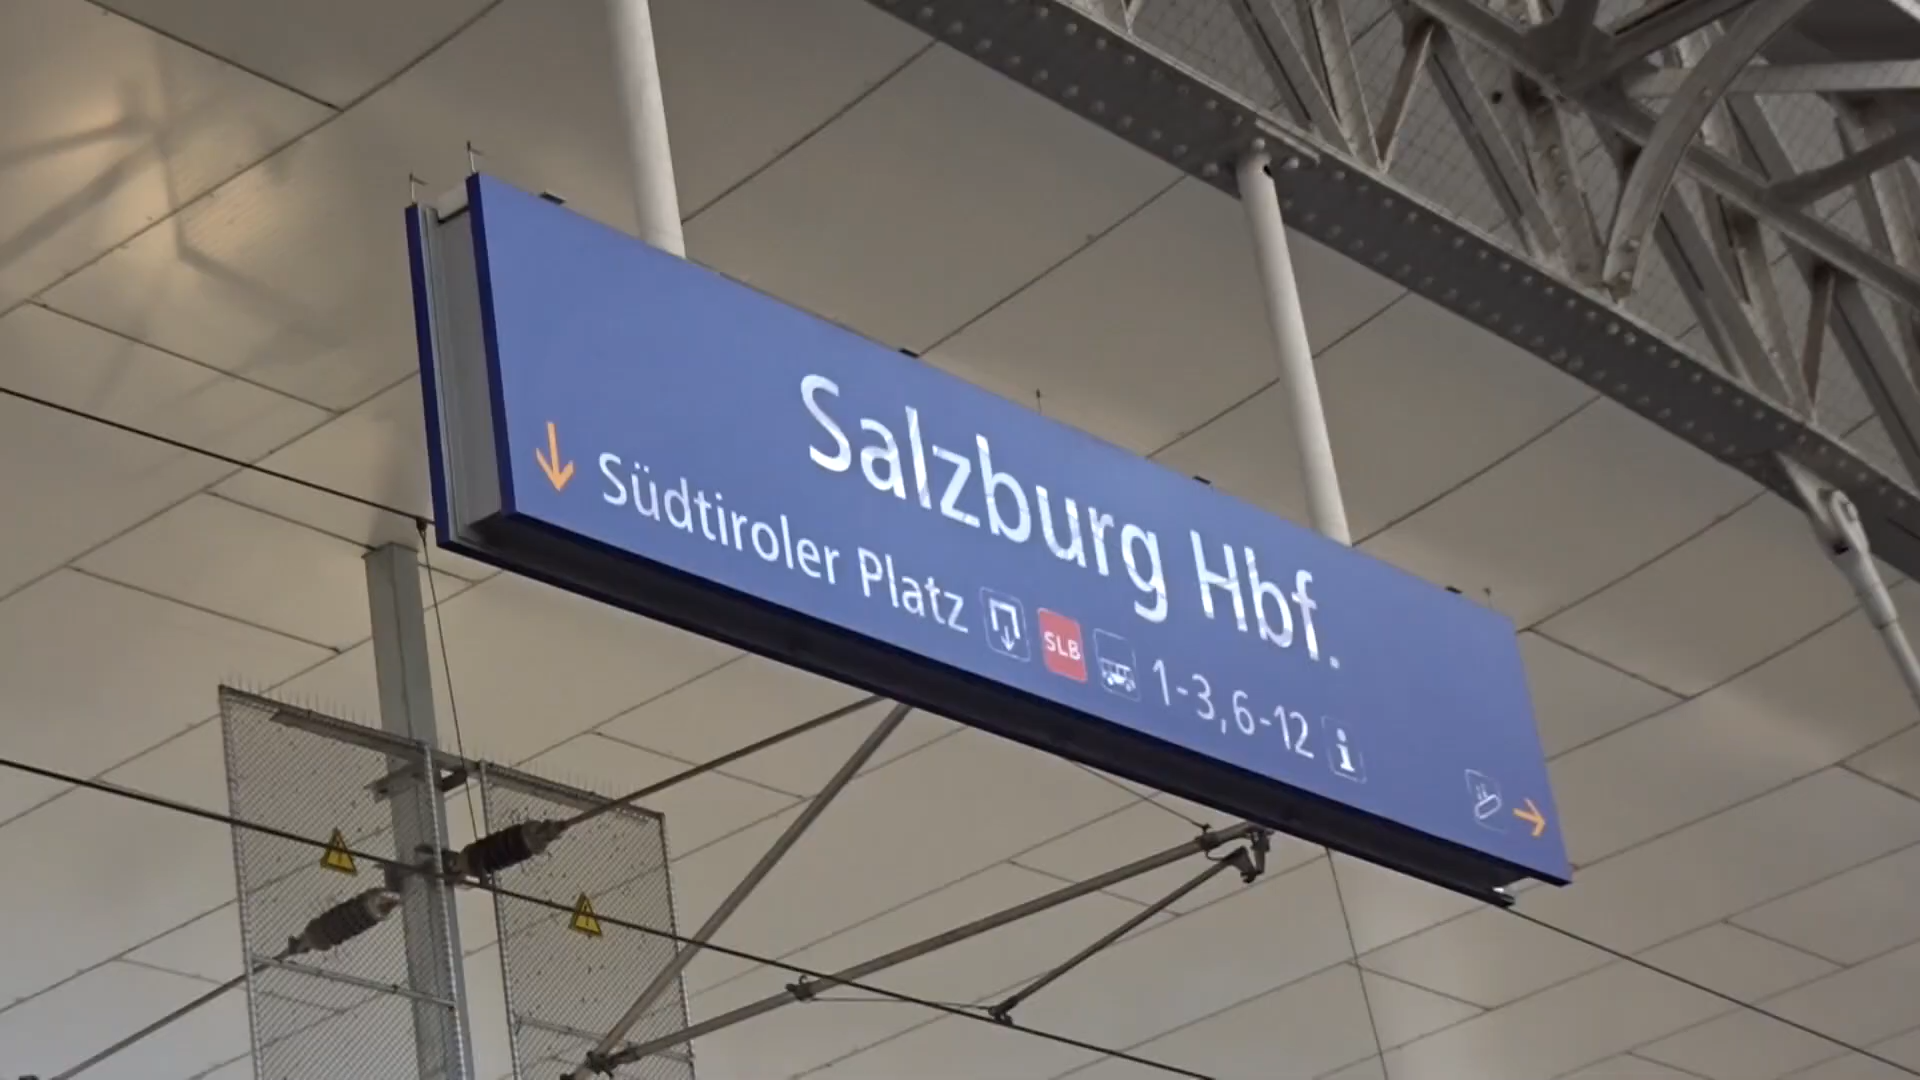 Salzburg Hbf.
Südtiroler Platz SLB 1-3, 6-12 i